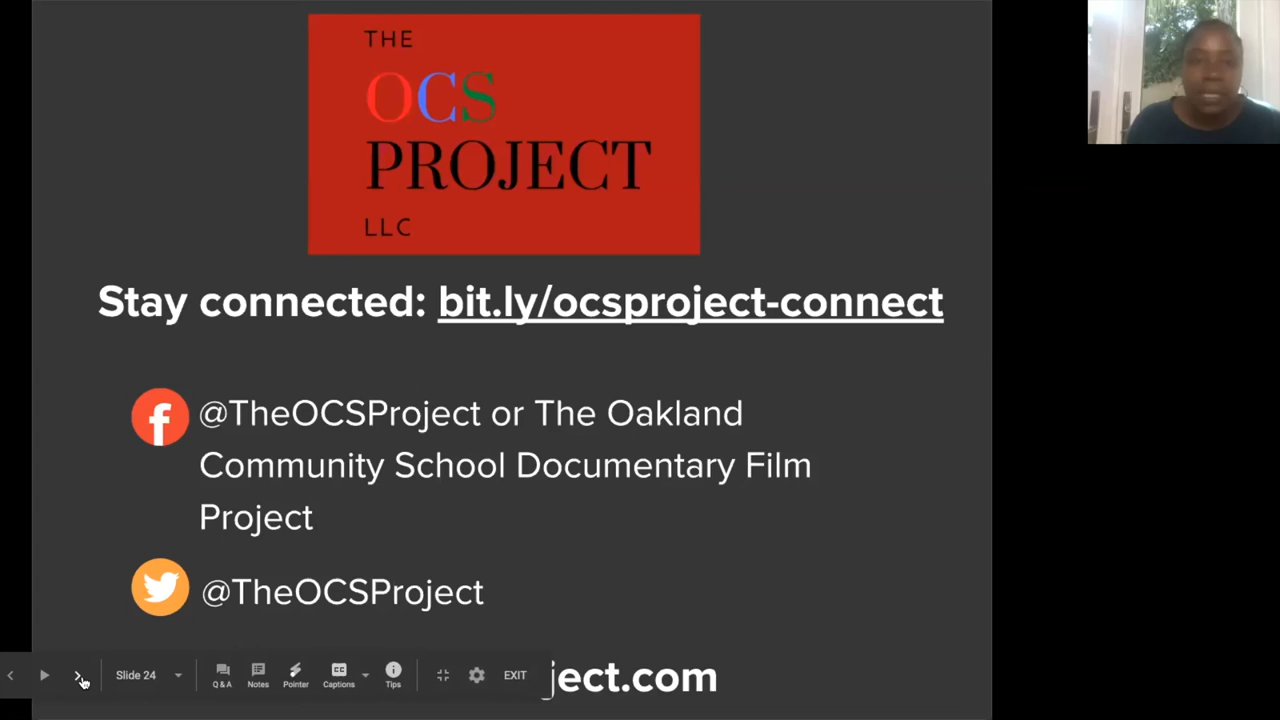 THE
OCS
PROJECT
LLC
Stay connected: bit.ly/ocsproject-connect
@TheOCSProject or The Oakland
Community School Documentary Film
Project
@TheOCSProject
ject.com
Slide 24
Q & A
Notes
Pointer
Captions
Tips
EXIT